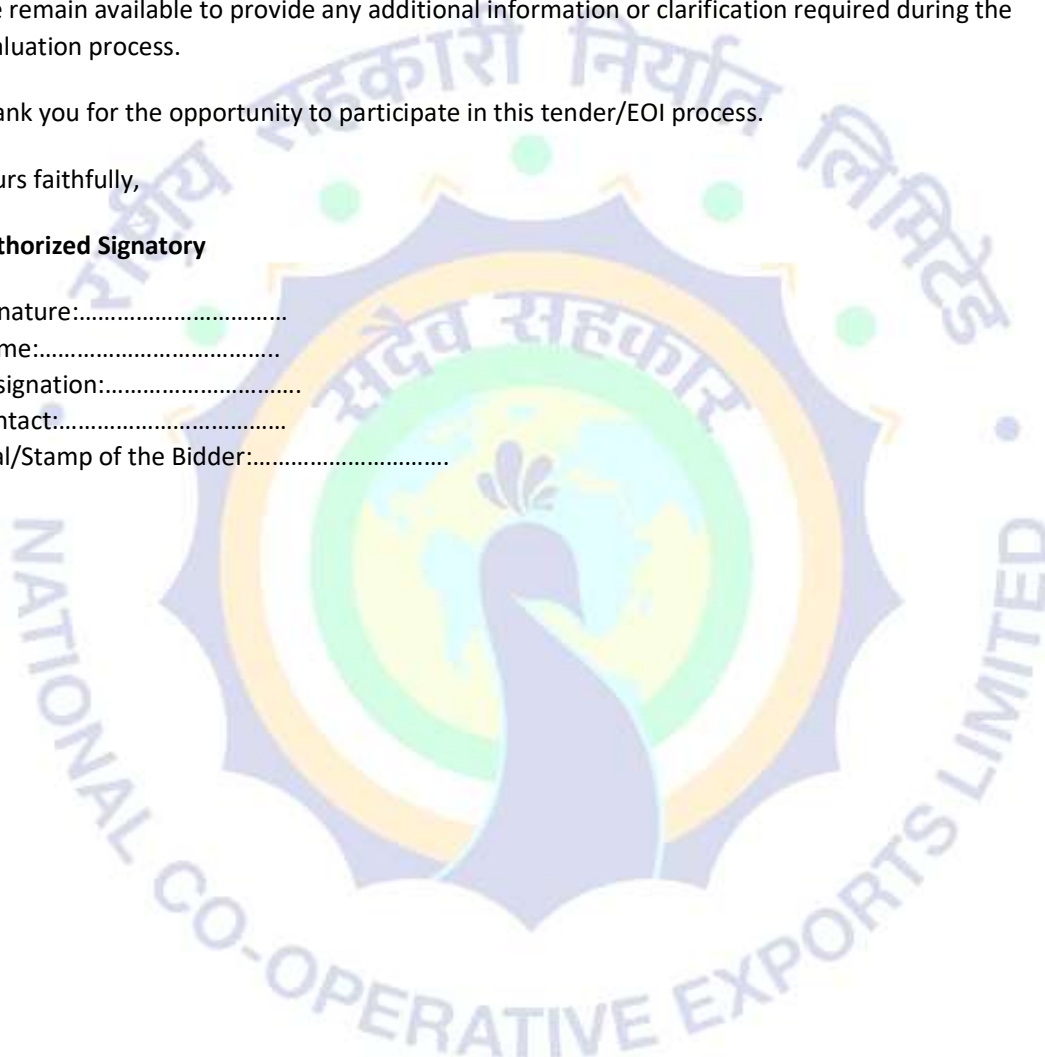 e remain available to provide any additional information or clarification required during the
aluation process.
ank you for the opportunity to participate in this tender/EOI process.
urs faithfully,
thorized Signatory
nature:……………………………
me:………………………………..
signation:………………………….
ntact:………………………………
al/Stamp of the Bidder:………………………….
राष्ट्रीय सहकारी निर्यात लिमिटेड
सदैव सहकार
NATIONAL CO-OPERATIVE EXPORTS LIMITED